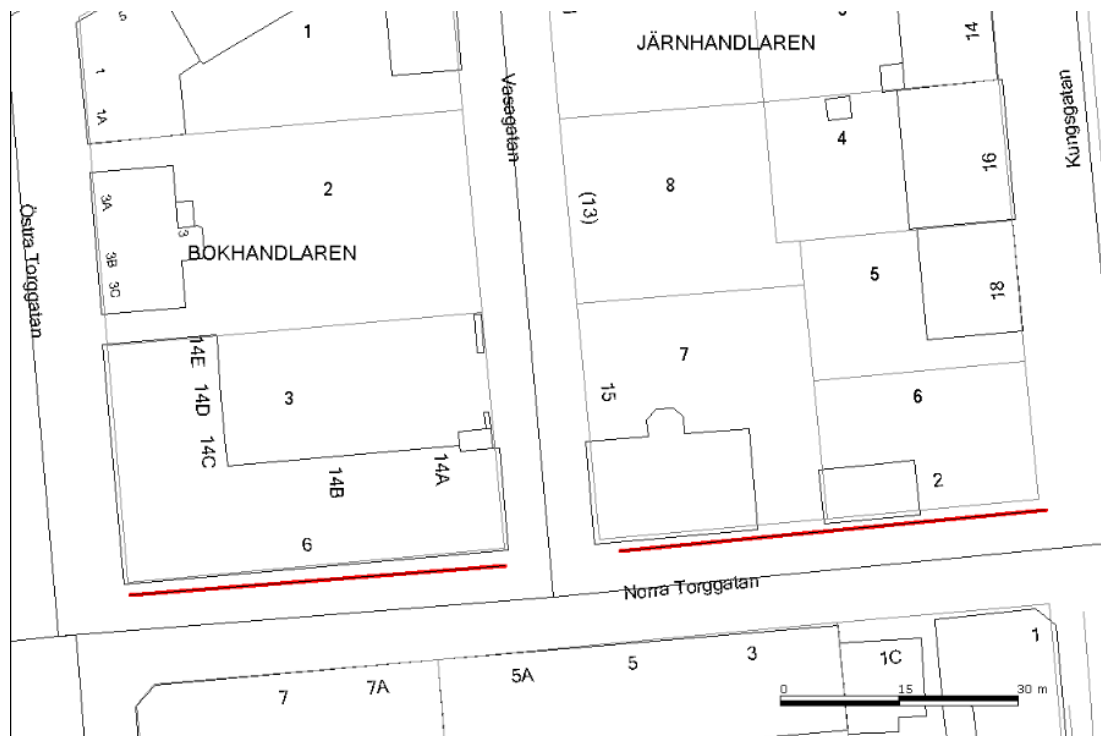 5
1
JÄRNHANDLAREN
14
1
1A
Vasagatan
Kungsgatan
4
16
2
8
(13)
3A
3
Östra Torggatan
BOKHANDLAREN
3B
3C
5
18
14E
7
15
14D
3
6
14C
14B
14A
2
6
Norra Torggatan
1
3
1C
5
5A
7A
7
0
15
30 m